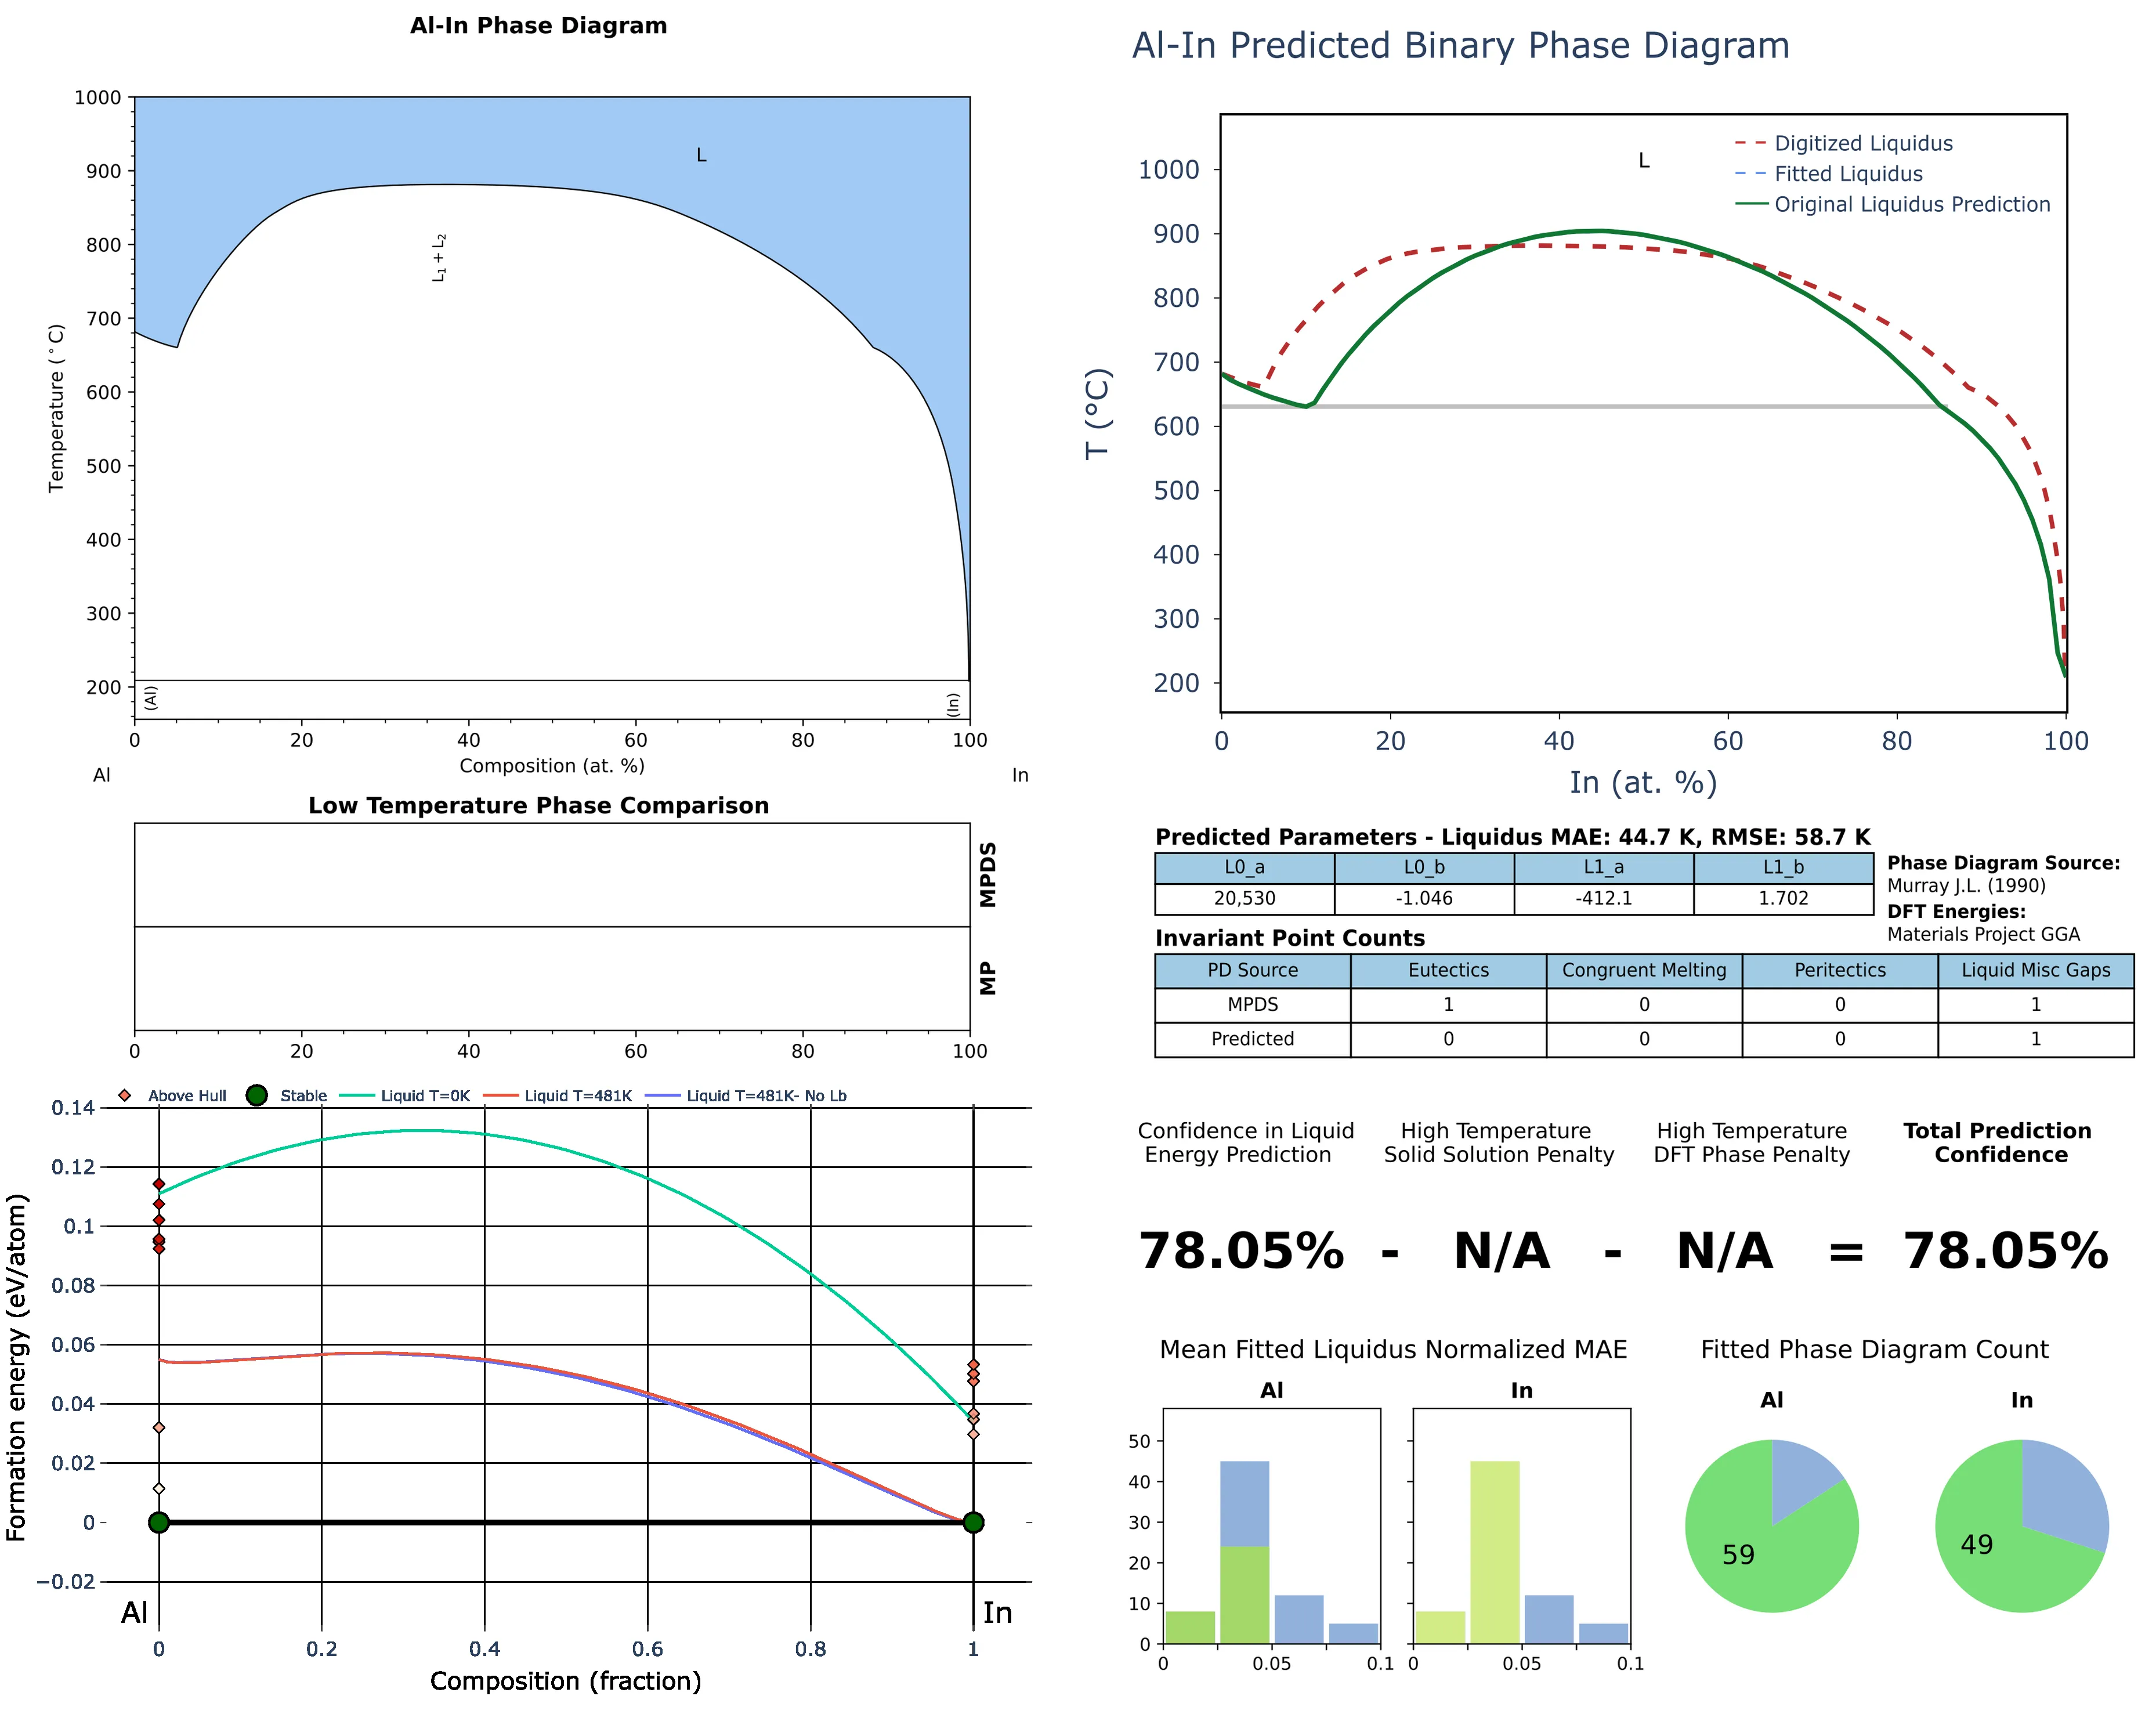 Al-In Phase Diagram
1000
900
800
700
600
500
400
300
200
Temperature (°C)
L
L1 + L2
(Al)
(In)
0 20 40 60 80 100
Composition (at. %)
Al In
Al-In Predicted Binary Phase Diagram
1000
900
800
700
600
500
400
300
200
T (°C)
L
Digitized Liquidus
Fitted Liquidus
Original Liquidus Prediction
0 20 40 60 80 100
In (at. %)
Low Temperature Phase Comparison
MPDS
MP
0 20 40 60 80 100
Predicted Parameters - Liquidus MAE: 44.7 K, RMSE: 58.7 K
L0_a L0_b L1_a L1_b
20,530 -1.046 -412.1 1.702
Phase Diagram Source:
Murray J.L. (1990)
DFT Energies:
Materials Project GGA
Invariant Point Counts
PD Source Eutectics Congruent Melting Peritectics Liquid Misc Gaps
MPDS 1 0 0 1
Predicted 0 0 0 1
Above Hull Stable Liquid T=0K Liquid T=481K Liquid T=481K- No Lb
0.14
0.12
0.1
0.08
0.06
0.04
0.02
0
−0.02
Formation energy (eV/atom)
Al In
0 0.2 0.4 0.6 0.8 1
Composition (fraction)
Confidence in Liquid
Energy Prediction
High Temperature
Solid Solution Penalty
High Temperature
DFT Phase Penalty
Total Prediction
Confidence
78.05% - N/A - N/A = 78.05%
Mean Fitted Liquidus Normalized MAE
Al In
50
40
30
20
10
0
0 0.05 0.1 0 0.05 0.1
Fitted Phase Diagram Count
Al In
59 49